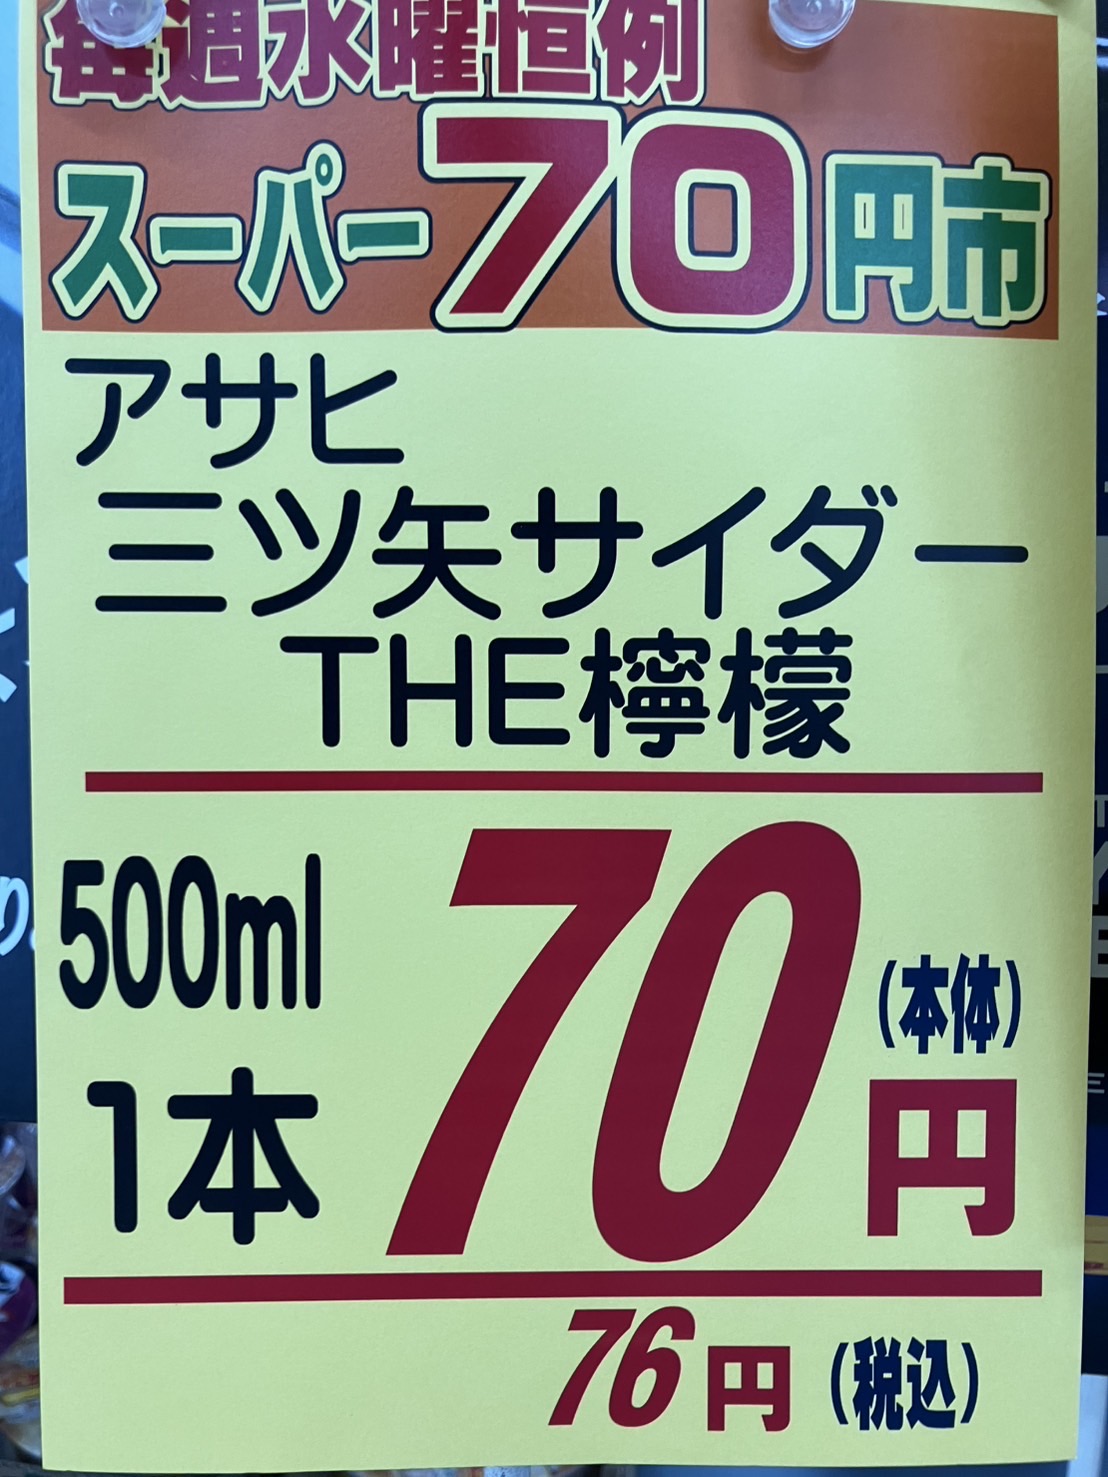 毎週水曜恒例
スーパー70円市
アサヒ
三ツ矢サイダー
THE檸檬
500ml
1本
70円
(本体)
76円(税込)